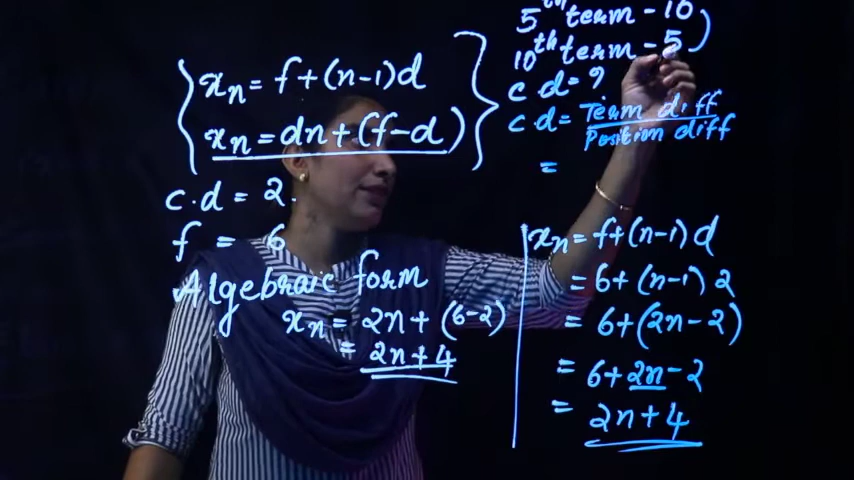 5th term - 10
10th term - 5
xn = f+(n-1)d
xn = dn+(f-d)
c d = ?
c d = Term diff
Position diff
=
c.d = 2.
f = 6
Algebraic form
xn = 2n+ (6-2)
= 2n+4
xn = f+(n-1) d
= 6+ (n-1) 2
= 6+(2n-2)
= 6+2n-2
= 2n+4